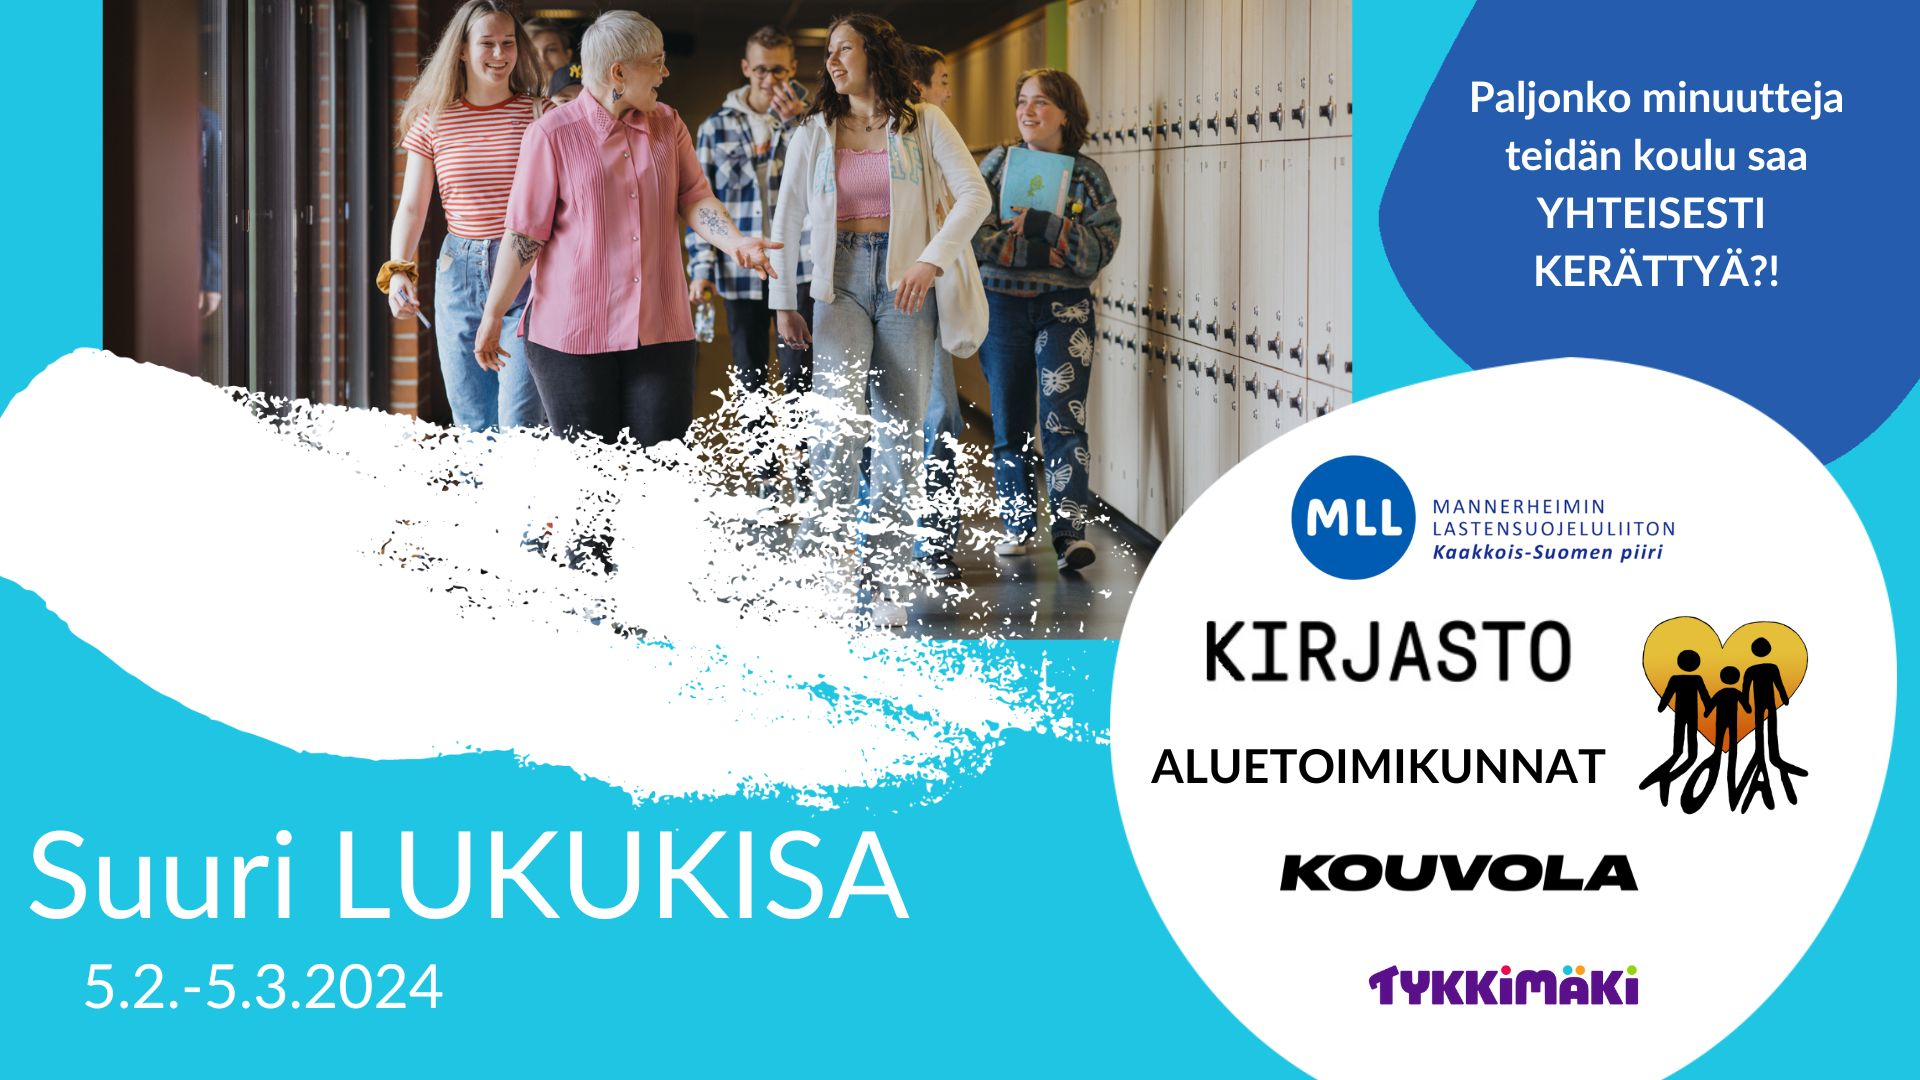 Paljonko minuutteja
teidän koulu saa
YHTEISESTI
KERÄTTYÄ?!
MLL
MANNERHEIMIN
LASTENSUOJELULIITON
Kaakkois-Suomen piiri
KIRJASTO
ALUETOIMIKUNNAT
KOVAT
KOUVOLA
TYKKIMÄKI
Suuri LUKUKISA
5.2.-5.3.2024